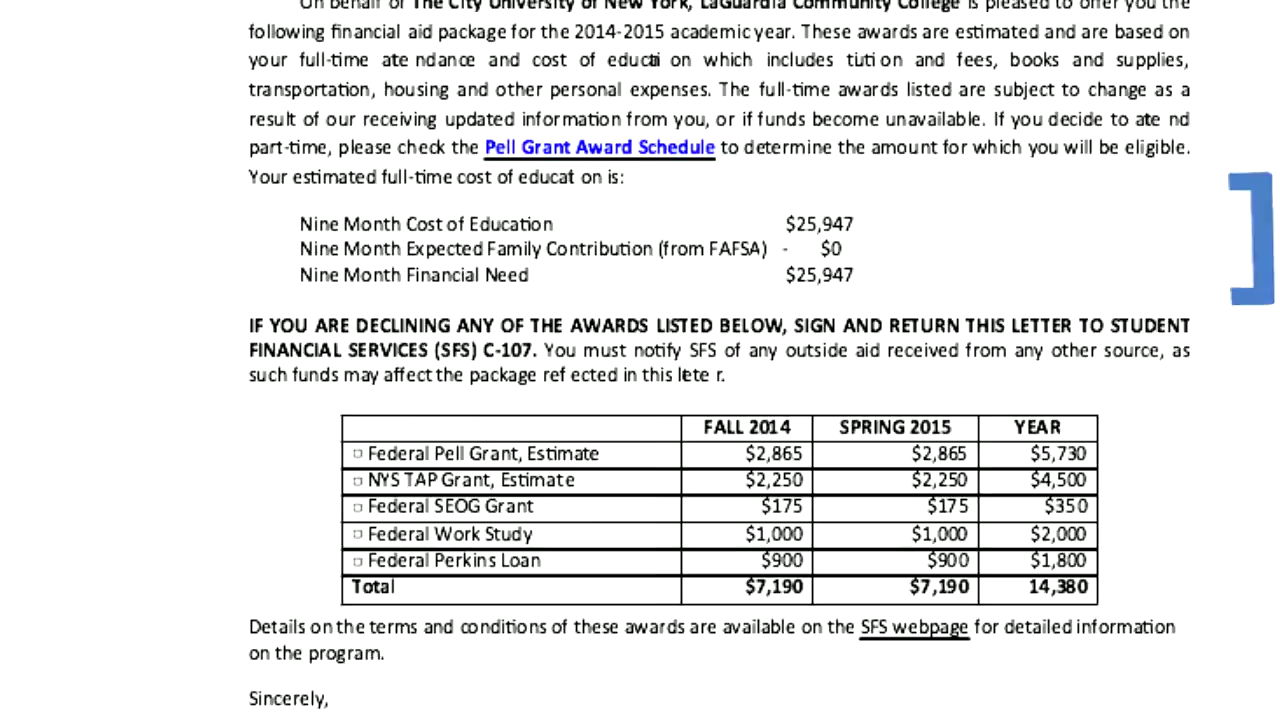 On behalf of The City University of New York, LaGuardia Community College is pleased to offer you the
following financial aid package for the 2014-2015 academic year. These awards are estimated and are based on
your full-time ate ndance and cost of educati on which includes tuti on and fees, books and supplies,
transportation, housing and other personal expenses. The full-time awards listed are subject to change as a
result of our receiving updated information from you, or if funds become unavailable. If you decide to ate nd
part-time, please check the Pell Grant Award Schedule to determine the amount for which you will be eligible.
Your estimated full-time cost of educat on is:
Nine Month Cost of Education $25,947
Nine Month Expected Family Contribution (from FAFSA) - $0
Nine Month Financial Need $25,947
IF YOU ARE DECLINING ANY OF THE AWARDS LISTED BELOW, SIGN AND RETURN THIS LETTER TO STUDENT
FINANCIAL SERVICES (SFS) C-107. You must notify SFS of any outside aid received from any other source, as
such funds may affect the package ref ected in this lete r.
FALL 2014 SPRING 2015 YEAR
□ Federal Pell Grant, Estimate $2,865 $2,865 $5,730
□ NYS TAP Grant, Estimate $2,250 $2,250 $4,500
□ Federal SEOG Grant $175 $175 $350
□ Federal Work Study $1,000 $1,000 $2,000
□ Federal Perkins Loan $900 $900 $1,800
Total $7,190 $7,190 14,380
Details on the terms and conditions of these awards are available on the SFS webpage for detailed information
on the program.
Sincerely,